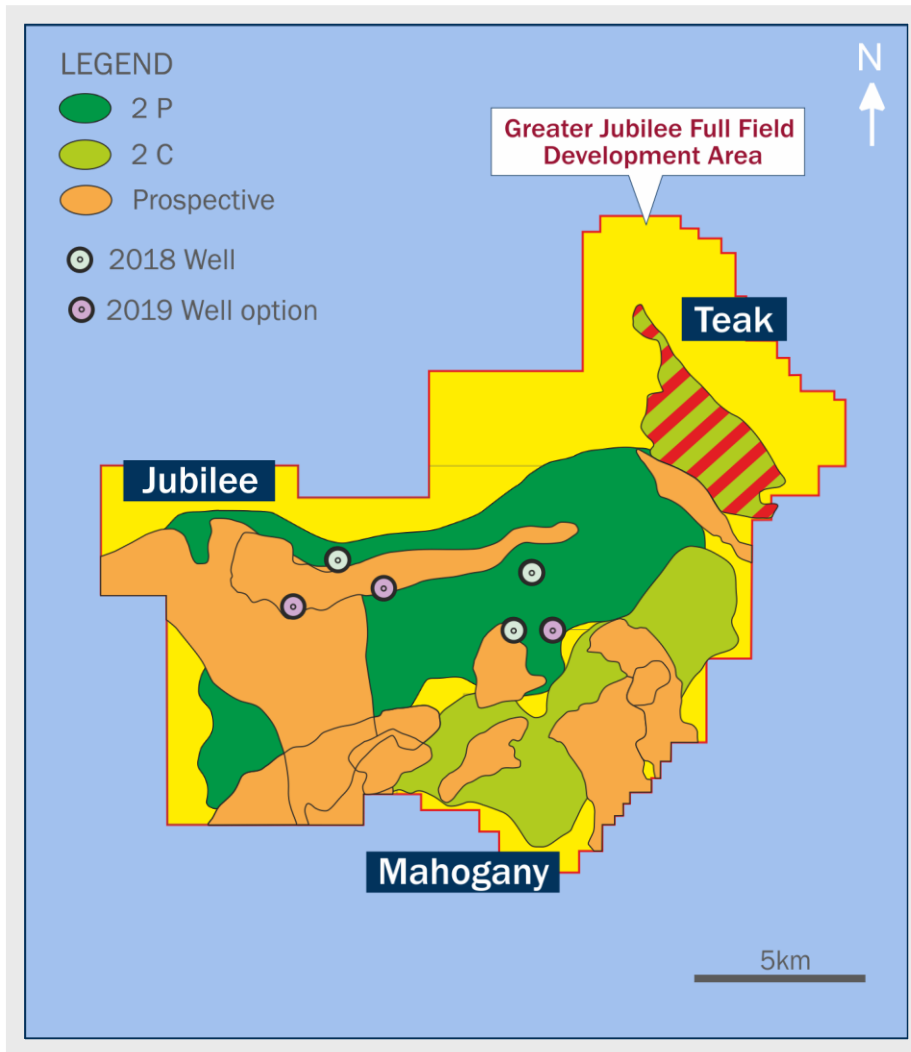 LEGEND
2 P
2 C
Prospective
2018 Well
2019 Well option
N
Greater Jubilee Full Field
Development Area
Teak
Jubilee
Mahogany
5km